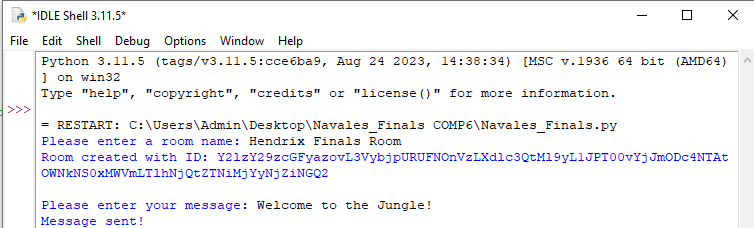 *IDLE Shell 3.11.5*
File Edit Shell Debug Options Window Help
Python 3.11.5 (tags/v3.11.5:cce6ba9, Aug 24 2023, 14:38:34) [MSC v.1936 64 bit (AMD64)
] on win32
Type "help", "copyright", "credits" or "license()" for more information.
>>>
= RESTART: C:\Users\Admin\Desktop\Navales_Finals COMP6\Navales_Finals.py
Please enter a room name: Hendrix Finals Room
Room created with ID: Y2lzY29zcGFyazovL3VybjpURUFNOnVzLXdlc3QtMl9yL1JPT00vYjJmODc4NTAt
OWNkNS0xMWVmLTlhNjQtZTNiMjYyNjZiNGQ2
Please enter your message: Welcome to the Jungle!
Message sent!